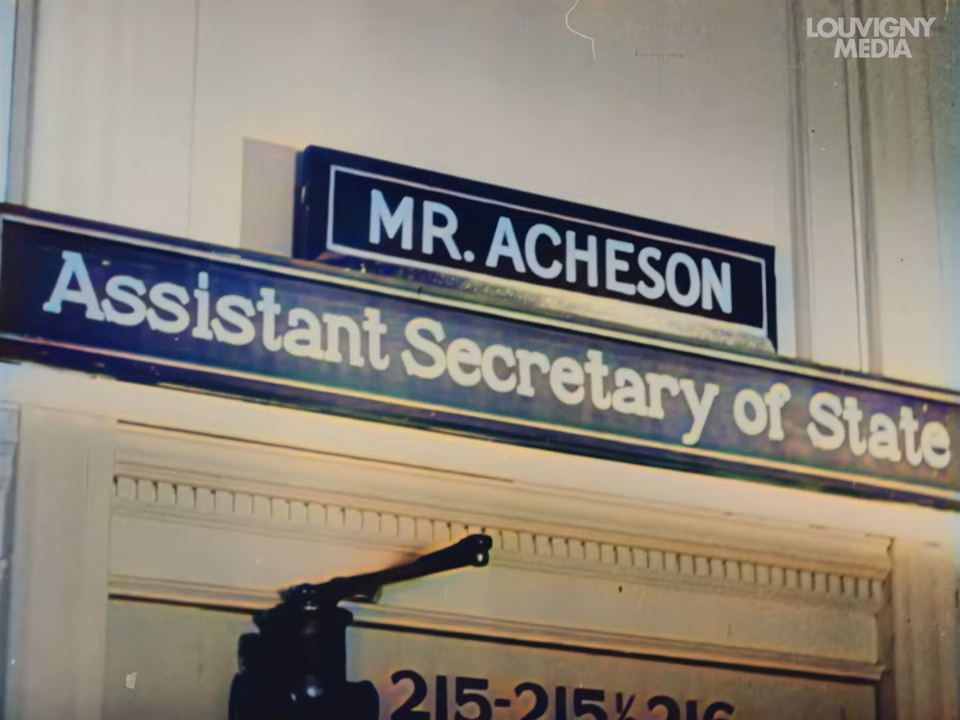 LOUVIGNY
MEDIA
MR. ACHESON
Assistant Secretary of State
215-215½ 216